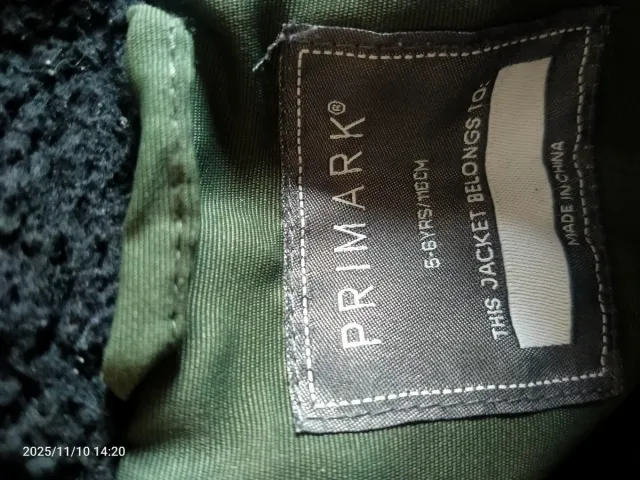 PRIMARK®
5-6YRS/116CM
THIS JACKET BELONGS TO:
MADE IN CHINA
2025/11/10 14:20